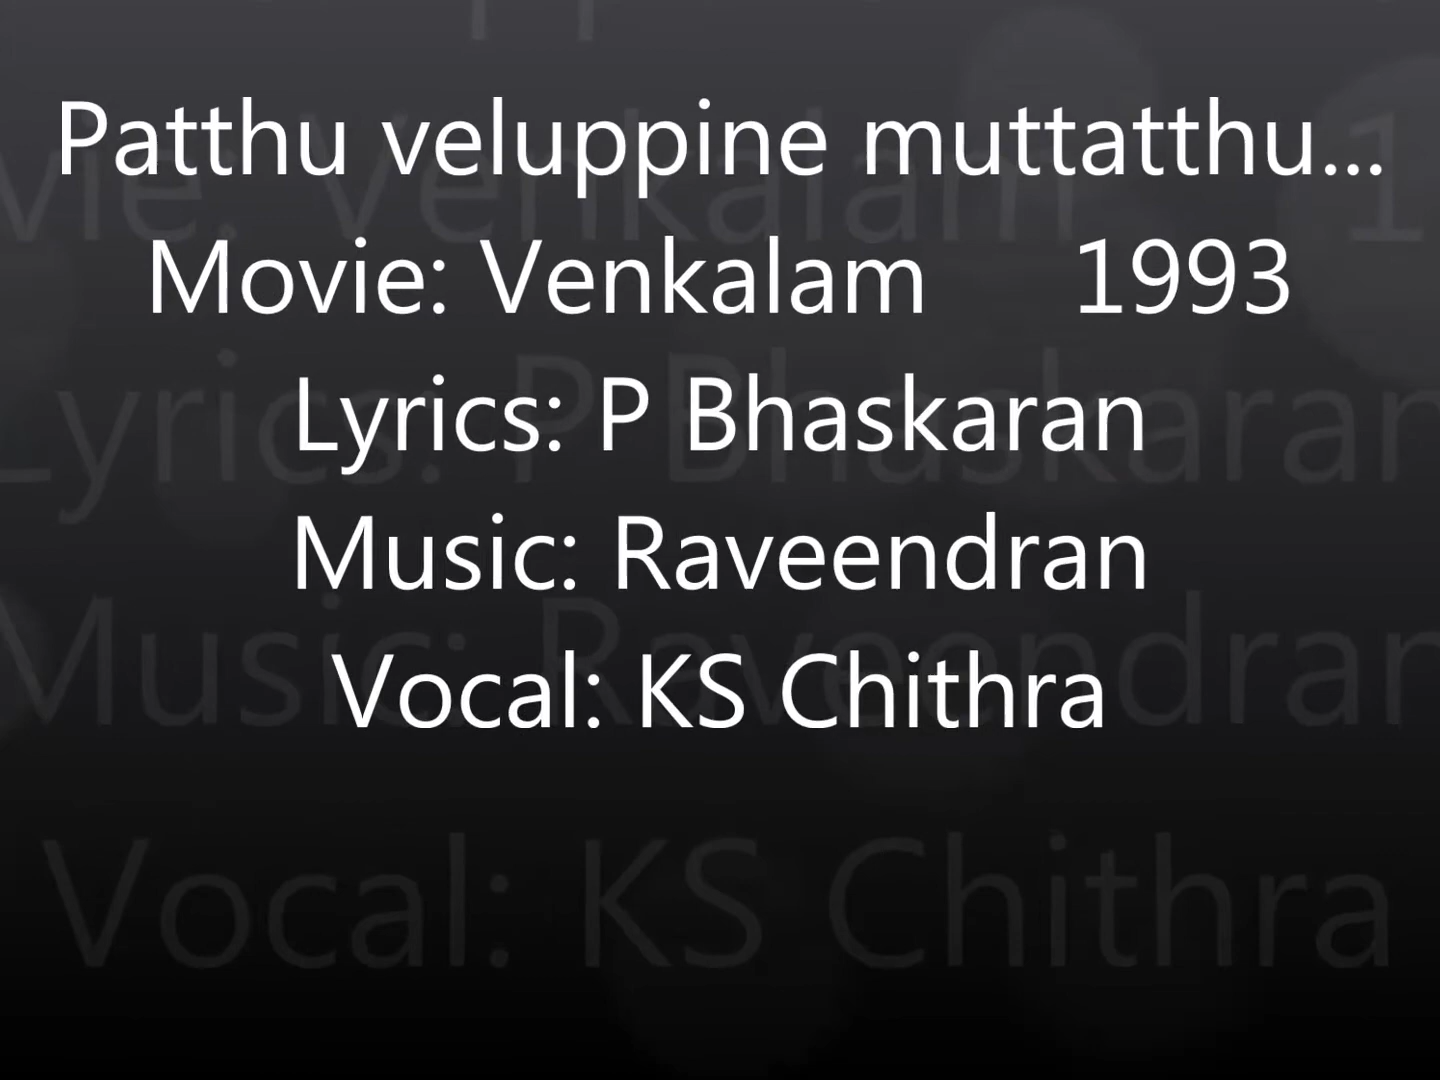 Patthu veluppine muttatthu...
Movie: Venkalam 1993
Lyrics: P Bhaskaran
Music: Raveendran
Vocal: KS Chithra